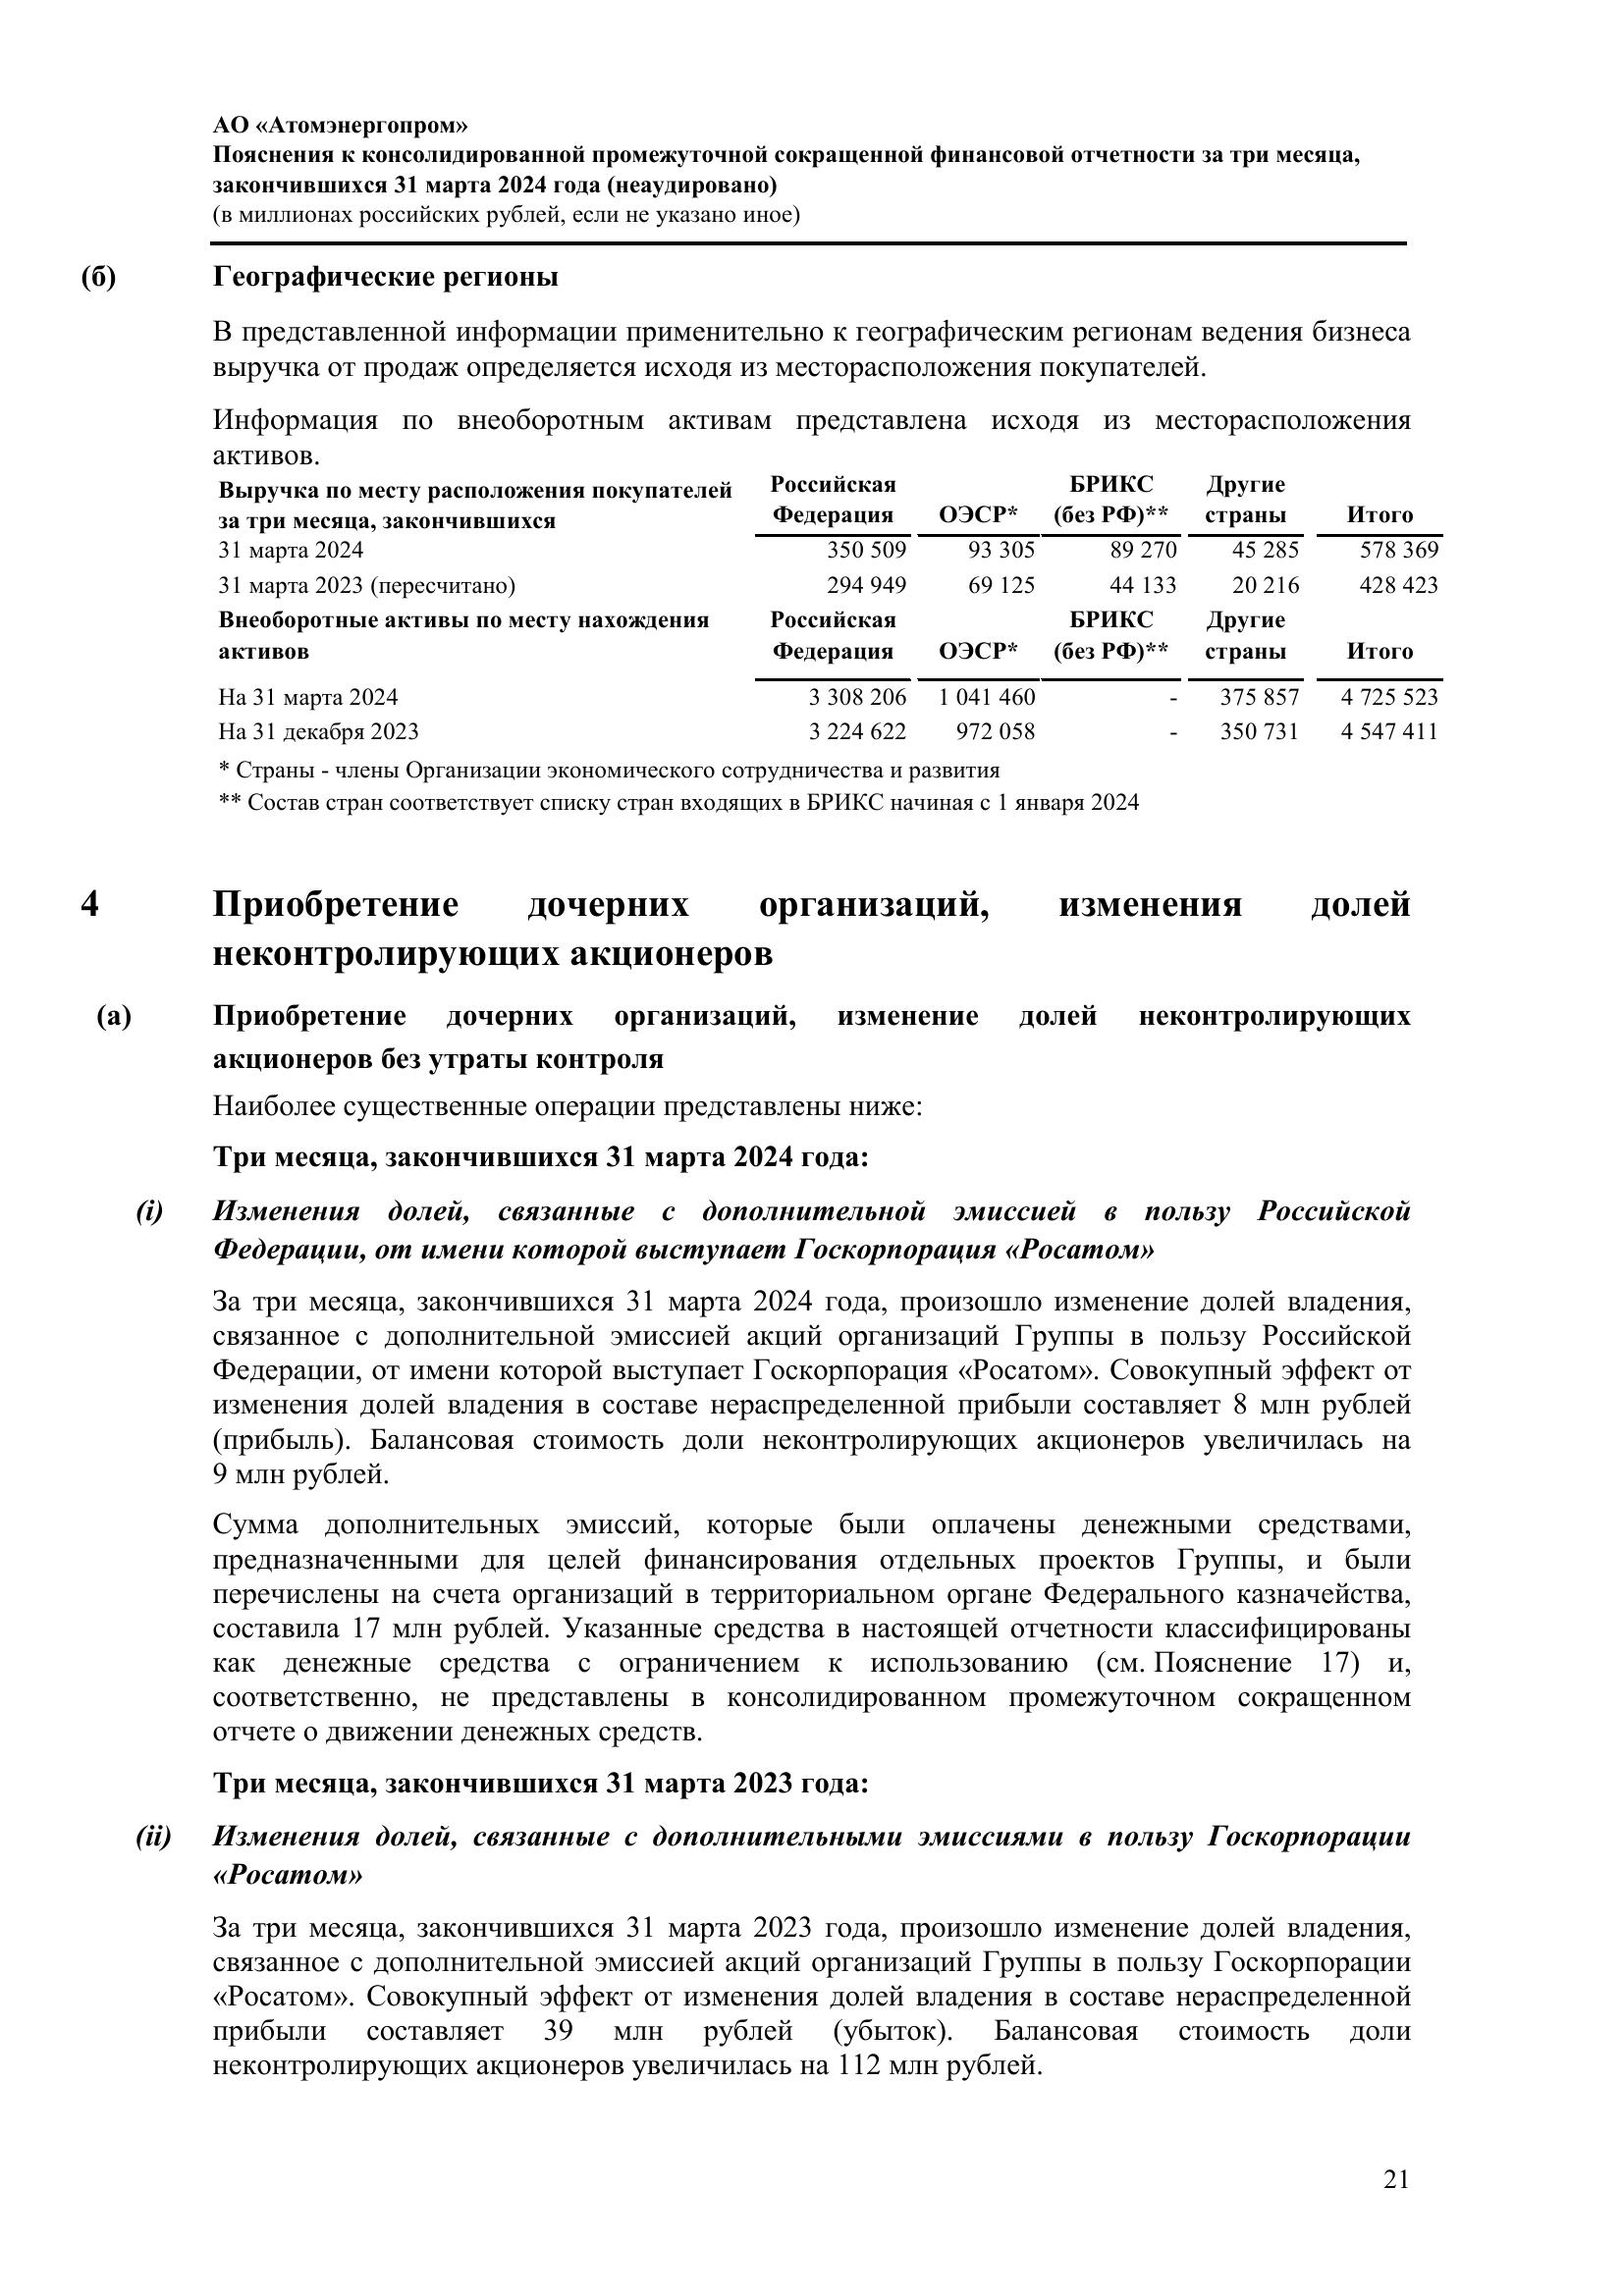 АО «Атомэнергопром»
Пояснения к консолидированной промежуточной сокращенной финансовой отчетности за три месяца,
закончившихся 31 марта 2024 года (неаудировано)
(в миллионах российских рублей, если не указано иное)
(б) Географические регионы
В представленной информации применительно к географическим регионам ведения бизнеса
выручка от продаж определяется исходя из месторасположения покупателей.
Информация по внеоборотным активам представлена исходя из месторасположения
активов.
Выручка по месту расположения покупателей за три месяца, закончившихся Российская Федерация ОЭСР* БРИКС (без РФ)** Другие страны Итого
31 марта 2024 350 509 93 305 89 270 45 285 578 369
31 марта 2023 (пересчитано) 294 949 69 125 44 133 20 216 428 423
Внеоборотные активы по месту нахождения активов Российская Федерация ОЭСР* БРИКС (без РФ)** Другие страны Итого
На 31 марта 2024 3 308 206 1 041 460 - 375 857 4 725 523
На 31 декабря 2023 3 224 622 972 058 - 350 731 4 547 411
* Страны - члены Организации экономического сотрудничества и развития
** Состав стран соответствует списку стран входящих в БРИКС начиная с 1 января 2024
4 Приобретение дочерних организаций, изменения долей
неконтролирующих акционеров
(а) Приобретение дочерних организаций, изменение долей неконтролирующих
акционеров без утраты контроля
Наиболее существенные операции представлены ниже:
Три месяца, закончившихся 31 марта 2024 года:
(i) Изменения долей, связанные с дополнительной эмиссией в пользу Российской
Федерации, от имени которой выступает Госкорпорация «Росатом»
За три месяца, закончившихся 31 марта 2024 года, произошло изменение долей владения,
связанное с дополнительной эмиссией акций организаций Группы в пользу Российской
Федерации, от имени которой выступает Госкорпорация «Росатом». Совокупный эффект от
изменения долей владения в составе нераспределенной прибыли составляет 8 млн рублей
(прибыль). Балансовая стоимость доли неконтролирующих акционеров увеличилась на
9 млн рублей.
Сумма дополнительных эмиссий, которые были оплачены денежными средствами,
предназначенными для целей финансирования отдельных проектов Группы, и были
перечислены на счета организаций в территориальном органе Федерального казначейства,
составила 17 млн рублей. Указанные средства в настоящей отчетности классифицированы
как денежные средства с ограничением к использованию (см. Пояснение 17) и,
соответственно, не представлены в консолидированном промежуточном сокращенном
отчете о движении денежных средств.
Три месяца, закончившихся 31 марта 2023 года:
(ii) Изменения долей, связанные с дополнительными эмиссиями в пользу Госкорпорации
«Росатом»
За три месяца, закончившихся 31 марта 2023 года, произошло изменение долей владения,
связанное с дополнительной эмиссией акций организаций Группы в пользу Госкорпорации
«Росатом». Совокупный эффект от изменения долей владения в составе нераспределенной
прибыли составляет 39 млн рублей (убыток). Балансовая стоимость доли
неконтролирующих акционеров увеличилась на 112 млн рублей.
21